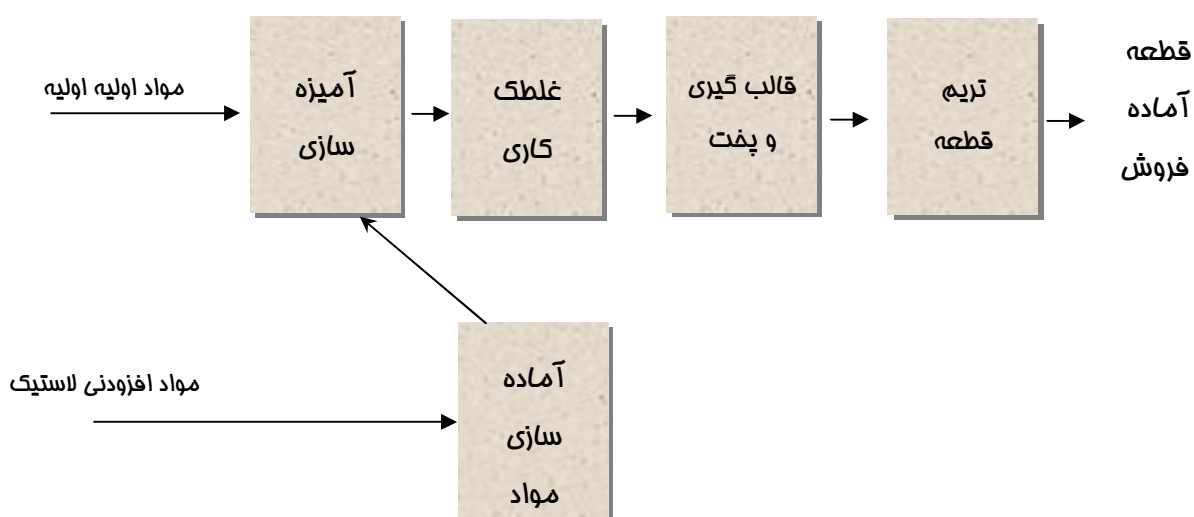 مواد اولیه اولیه
آمیزه
سازی
غلطک
کاری
قالب گیری
و پخت
تریم
قطعه
قطعه
آماده
فروش
مواد افزودنی لاستیک
آماده
سازی
مواد